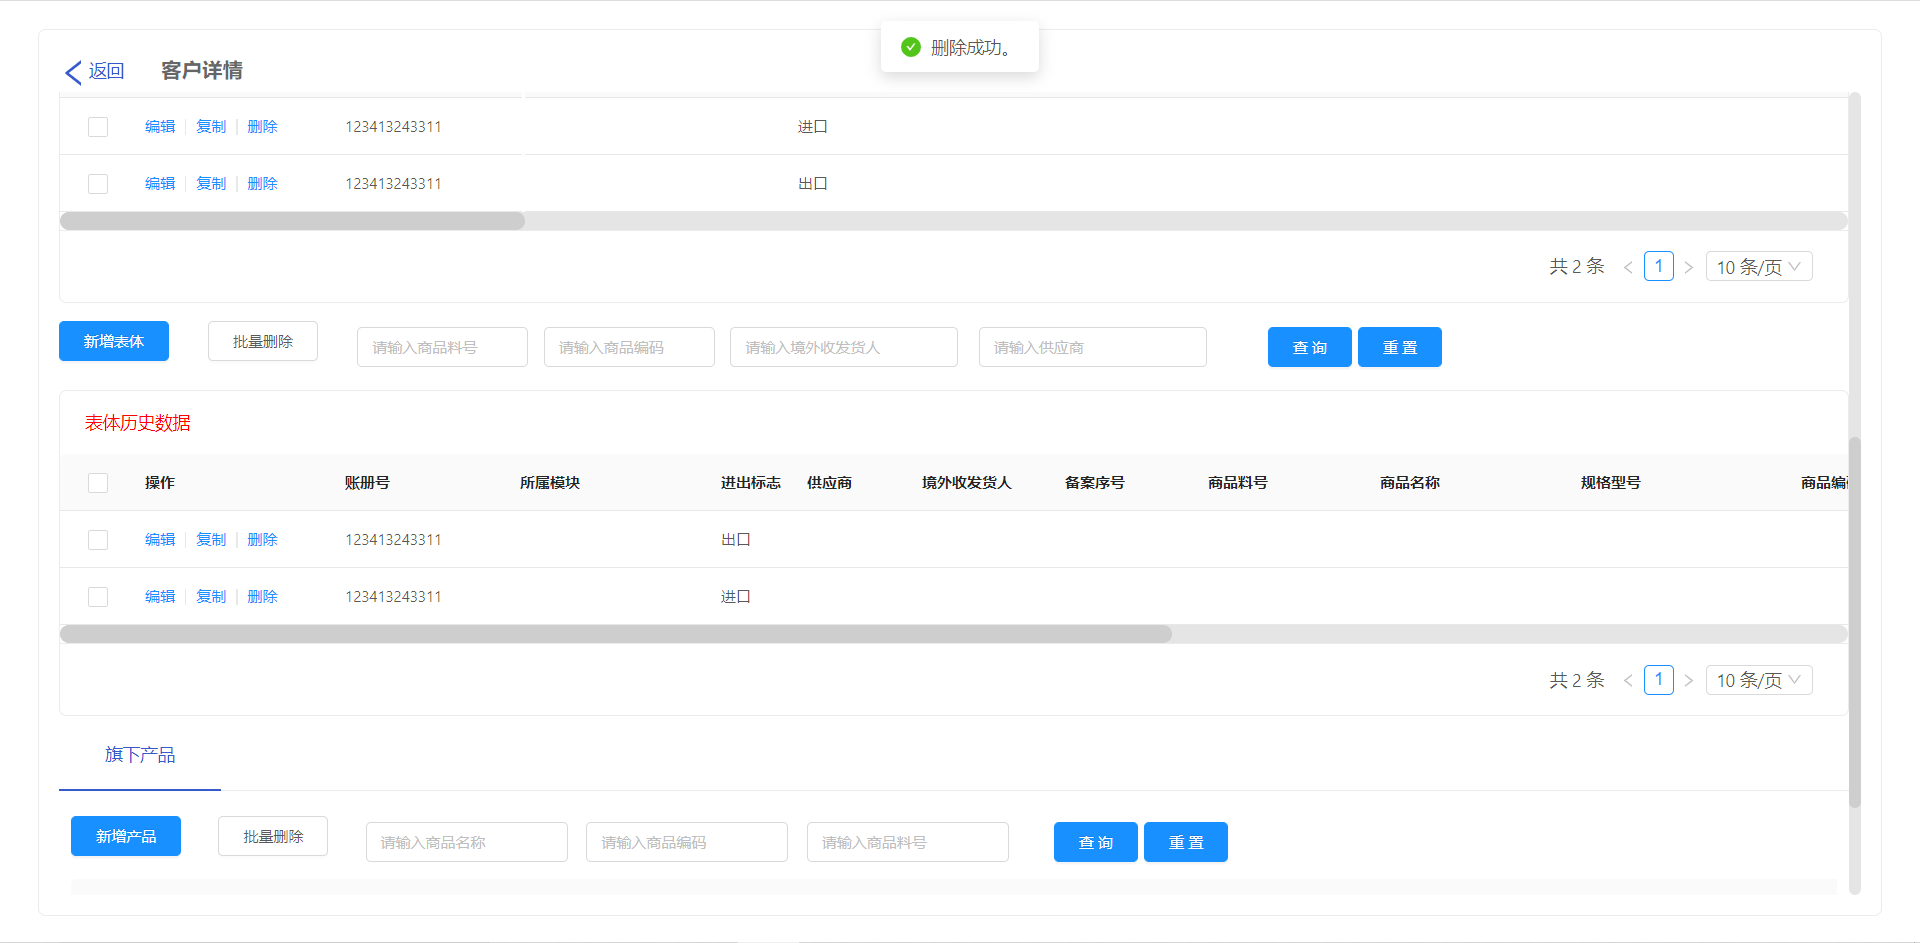 删除成功。
返回 客户详情
编辑 复制 删除 123413243311 进口
编辑 复制 删除 123413243311 出口
共 2 条 < 1 > 10 条/页
新增表体 批量删除 请输入商品料号 请输入商品编码 请输入境外收发货人 请输入供应商 查 询 重 置
表体历史数据
操作 账册号 所属模块 进出标志 供应商 境外收发货人 备案序号 商品料号 商品名称 规格型号 商品编
编辑 复制 删除 123413243311 出口
编辑 复制 删除 123413243311 进口
共 2 条 < 1 > 10 条/页
旗下产品
新增产品 批量删除 请输入商品名称 请输入商品编码 请输入商品料号 查 询 重 置